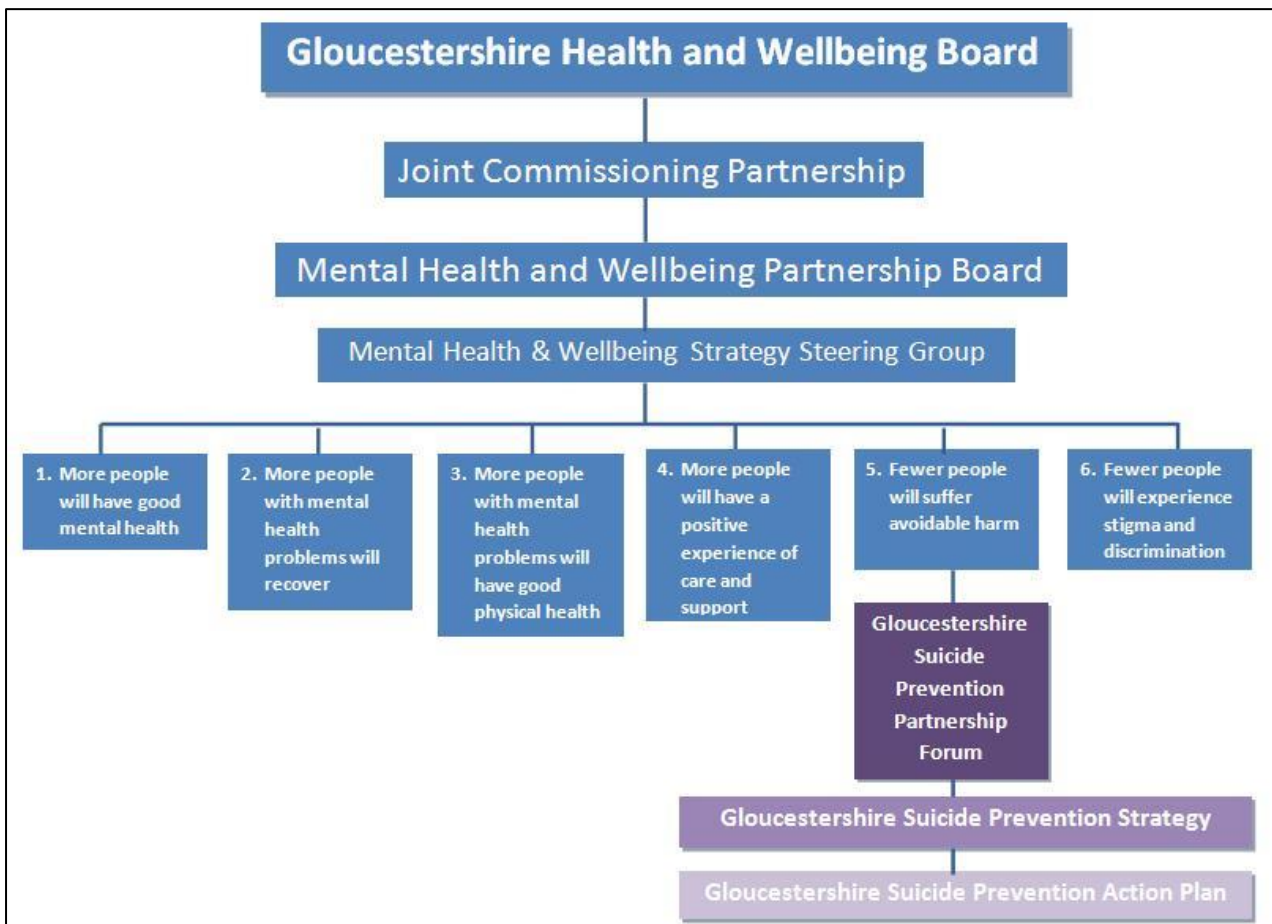 Gloucestershire Health and Wellbeing Board
Joint Commissioning Partnership
Mental Health and Wellbeing Partnership Board
Mental Health & Wellbeing Strategy Steering Group
1. More people
will have good
mental health
2. More people
with mental
health
problems will
recover
3. More people
with mental
health
problems will
have good
physical health
4. More people
will have a
positive
experience of
care and
support
5. Fewer people
will suffer
avoidable harm
6. Fewer people
will experience
stigma and
discrimination
Gloucestershire
Suicide
Prevention
Partnership
Forum
Gloucestershire Suicide Prevention Strategy
Gloucestershire Suicide Prevention Action Plan